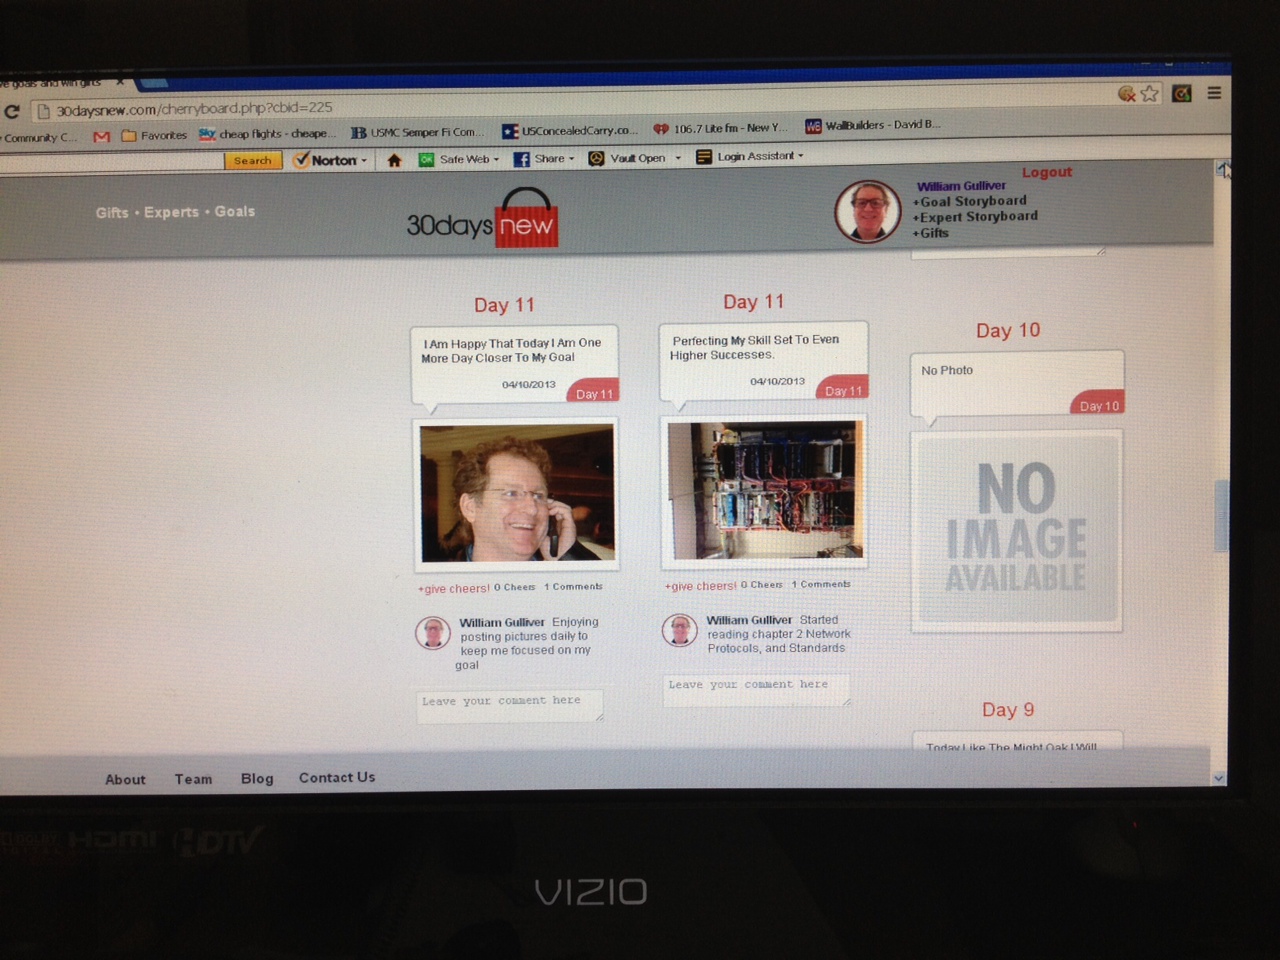 ve goals and win gifts
30daysnew.com/cherryboard.php?cbid=225
Community C... Favorites cheap flights - cheape... USMC Semper Fi Com... USConcealedCarry.co... 106.7 Lite fm - New Y... WallBuilders - David B...
Search Norton Safe Web Share Vault Open Login Assistant
Logout
William Gulliver
+Goal Storyboard
+Expert Storyboard
+Gifts
Gifts • Experts • Goals
30daysnew
Day 11
I Am Happy That Today I Am One
More Day Closer To My Goal
04/10/2013
Day 11
+give cheers! 0 Cheers 1 Comments
William Gulliver Enjoying
posting pictures daily to
keep me focused on my
goal
Leave your comment here
Day 11
Perfecting My Skill Set To Even
Higher Successes.
04/10/2013
Day 11
+give cheers! 0 Cheers 1 Comments
William Gulliver Started
reading chapter 2 Network
Protocols, and Standards
Leave your comment here
Day 10
No Photo
Day 10
NO
IMAGE
AVAILABLE
Day 9
Today Like The Might Oak I Will
About Team Blog Contact Us
HDMI HDTV
VIZIO